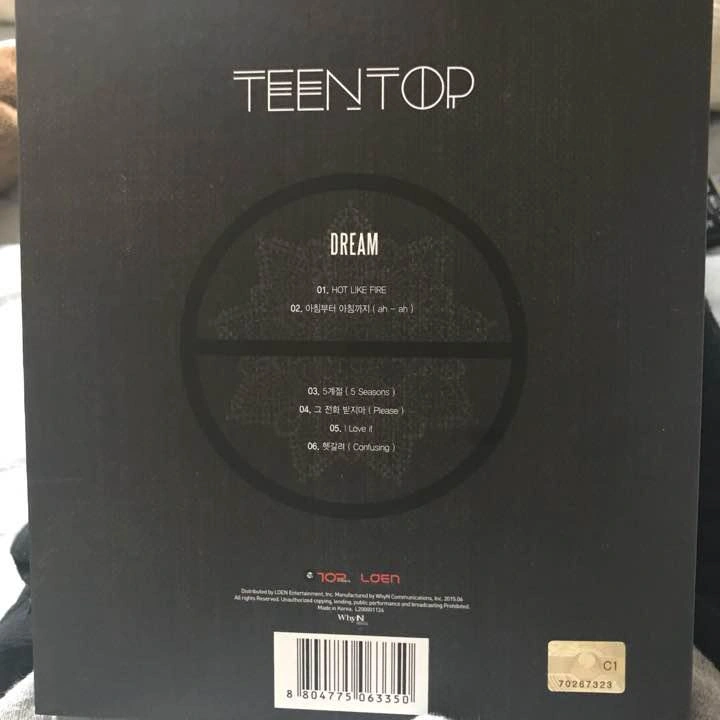 TEENTOP
DREAM
01. HOT LIKE FIRE
02. 아침부터 아침까지 ( ah - ah )
03. 5계절 ( 5 Seasons )
04. 그 전화 받지마 ( Please )
05. I Love it
06. 헷갈려 ( Confusing )
LOEN
Distributed by LOEN Entertainment, Inc. Manufactured by WhyN Communications, Inc. 2015.06
All rights Reserved. Unauthorized copying, lending, public performance and broadcasting Prohibited.
Made in Korea. L200001126
WhyN
8 804775 063350
C1
70267323